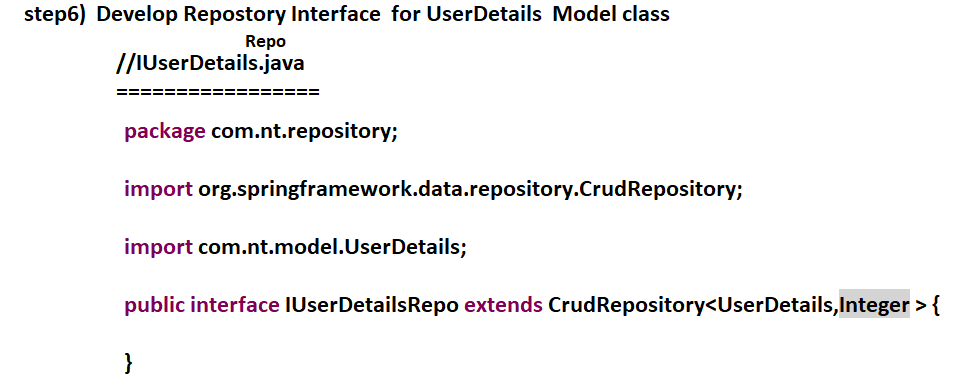 step6)  Develop Repostory Interface  for UserDetails  Model class
Repo
//IUserDetails.java
=================
package com.nt.repository;
import org.springframework.data.repository.CrudRepository;
import com.nt.model.UserDetails;
public interface IUserDetailsRepo extends CrudRepository<UserDetails,Integer > {
}